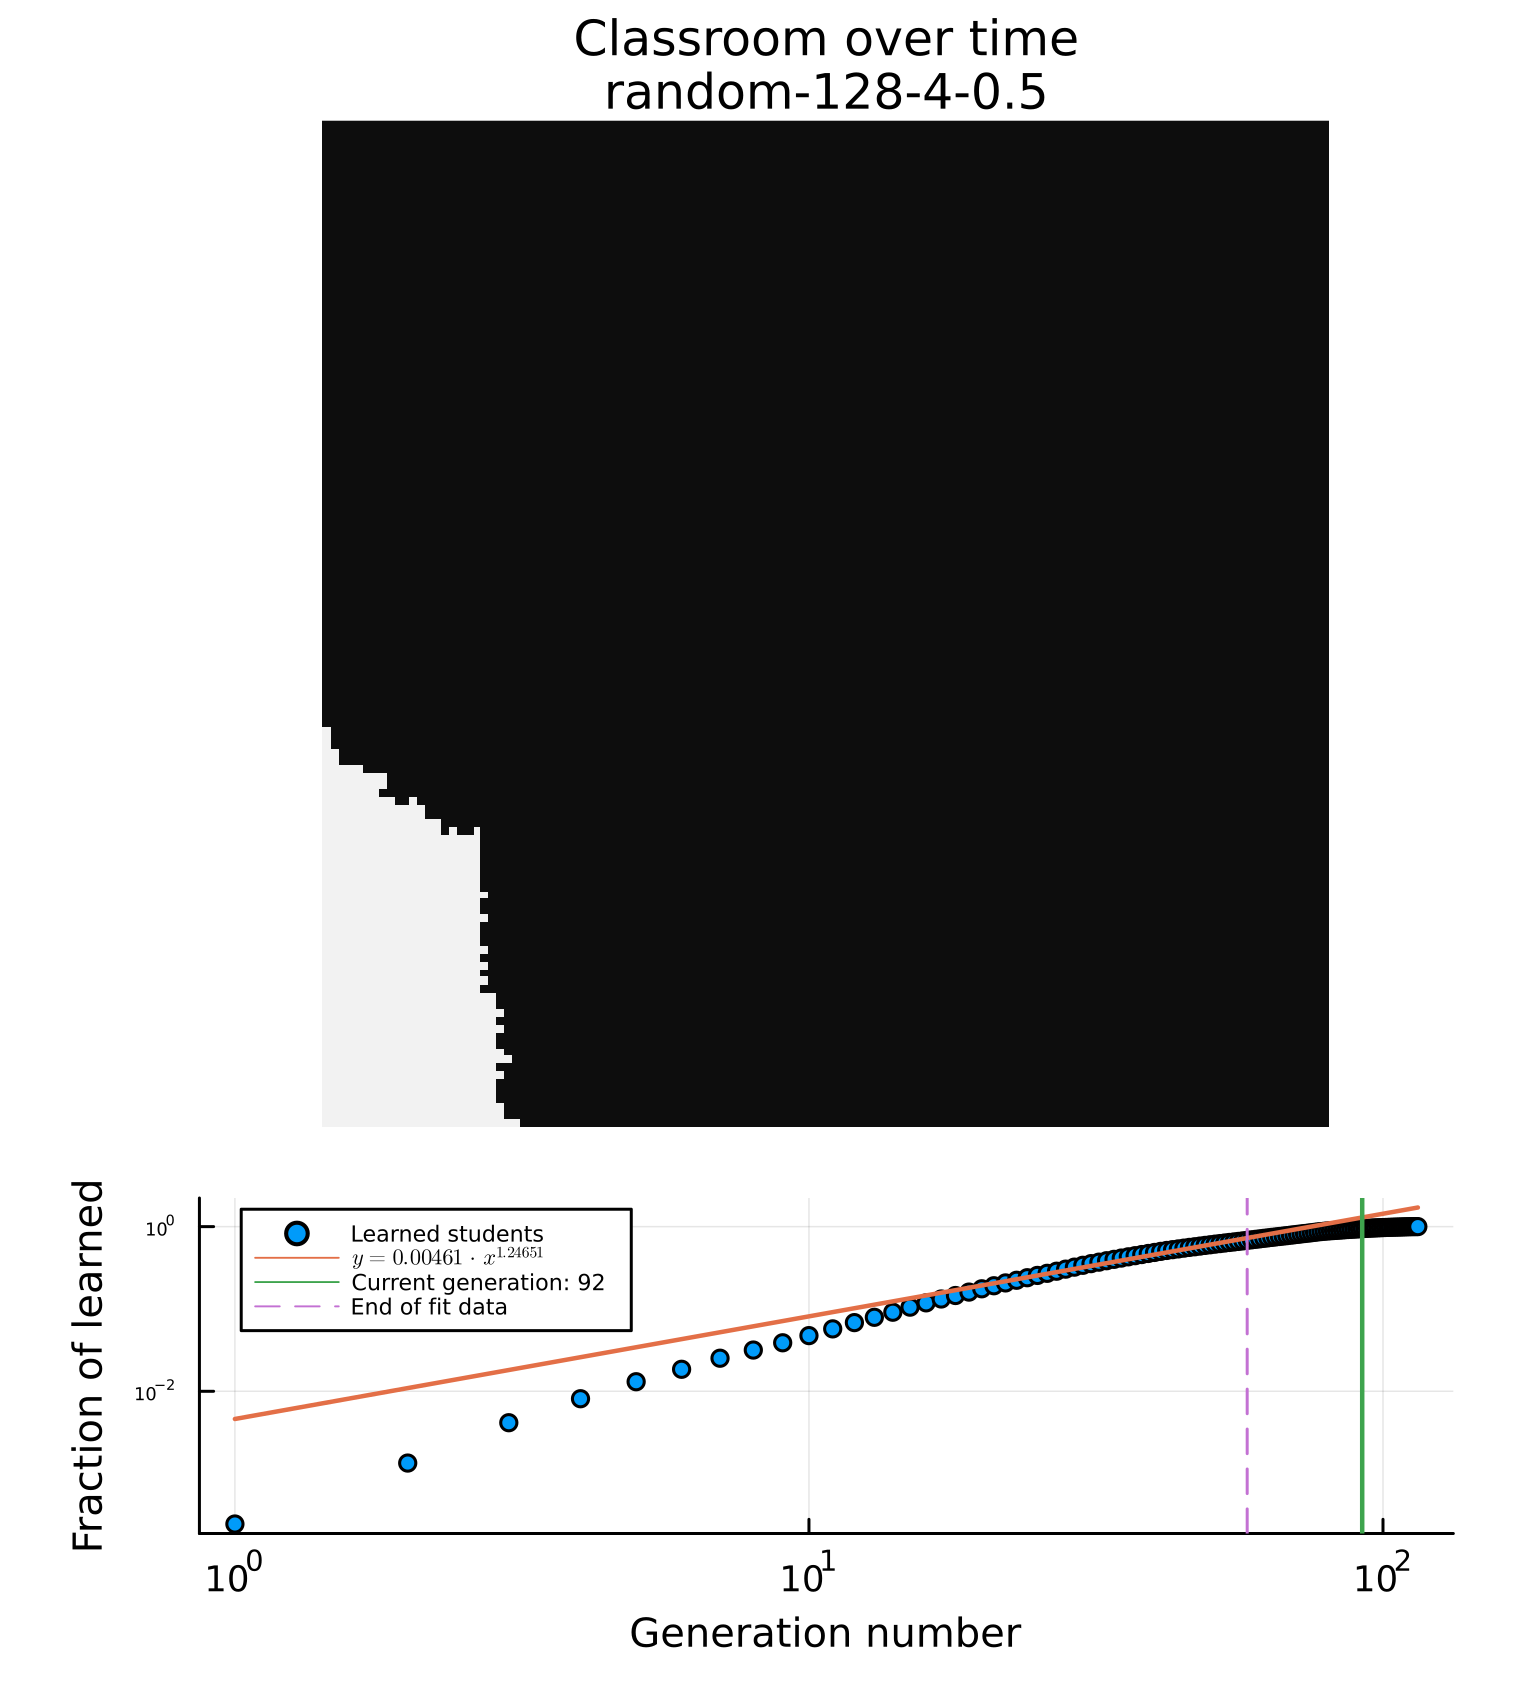 Classroom over time
random-128-4-0.5
Fraction of learned
10^0
10^−2
Learned students
y = 0.00461 · x^1.24651
Current generation: 92
End of fit data
10^0
10^1
10^2
Generation number